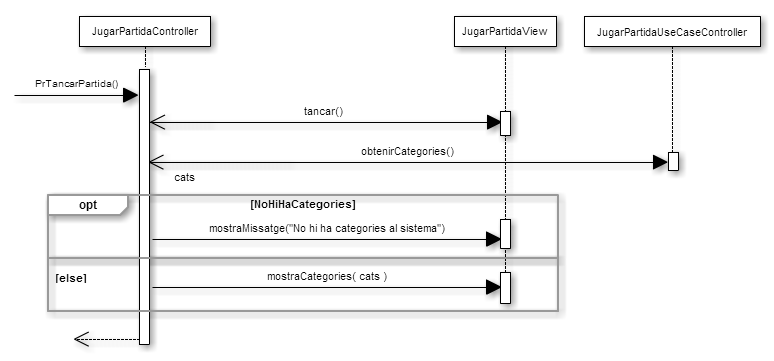 JugarPartidaController
JugarPartidaView
JugarPartidaUseCaseController
PrTancarPartida()
tancar()
obtenirCategories()
cats
opt
[NoHiHaCategories]
mostraMissatge("No hi ha categories al sistema")
[else]
mostraCategories( cats )